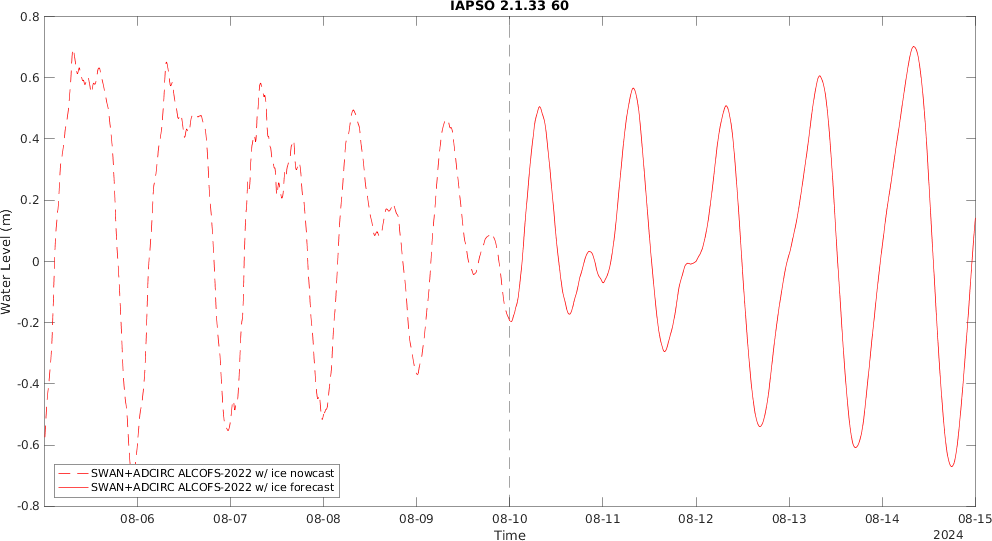 IAPSO 2.1.33 60
0.8
0.6
0.4
0.2
0
-0.2
-0.4
-0.6
-0.8
Water Level (m)
SWAN+ADCIRC ALCOFS-2022 w/ ice nowcast
SWAN+ADCIRC ALCOFS-2022 w/ ice forecast
08-06 08-07 08-08 08-09 08-10 08-11 08-12 08-13 08-14 08-15
Time
2024